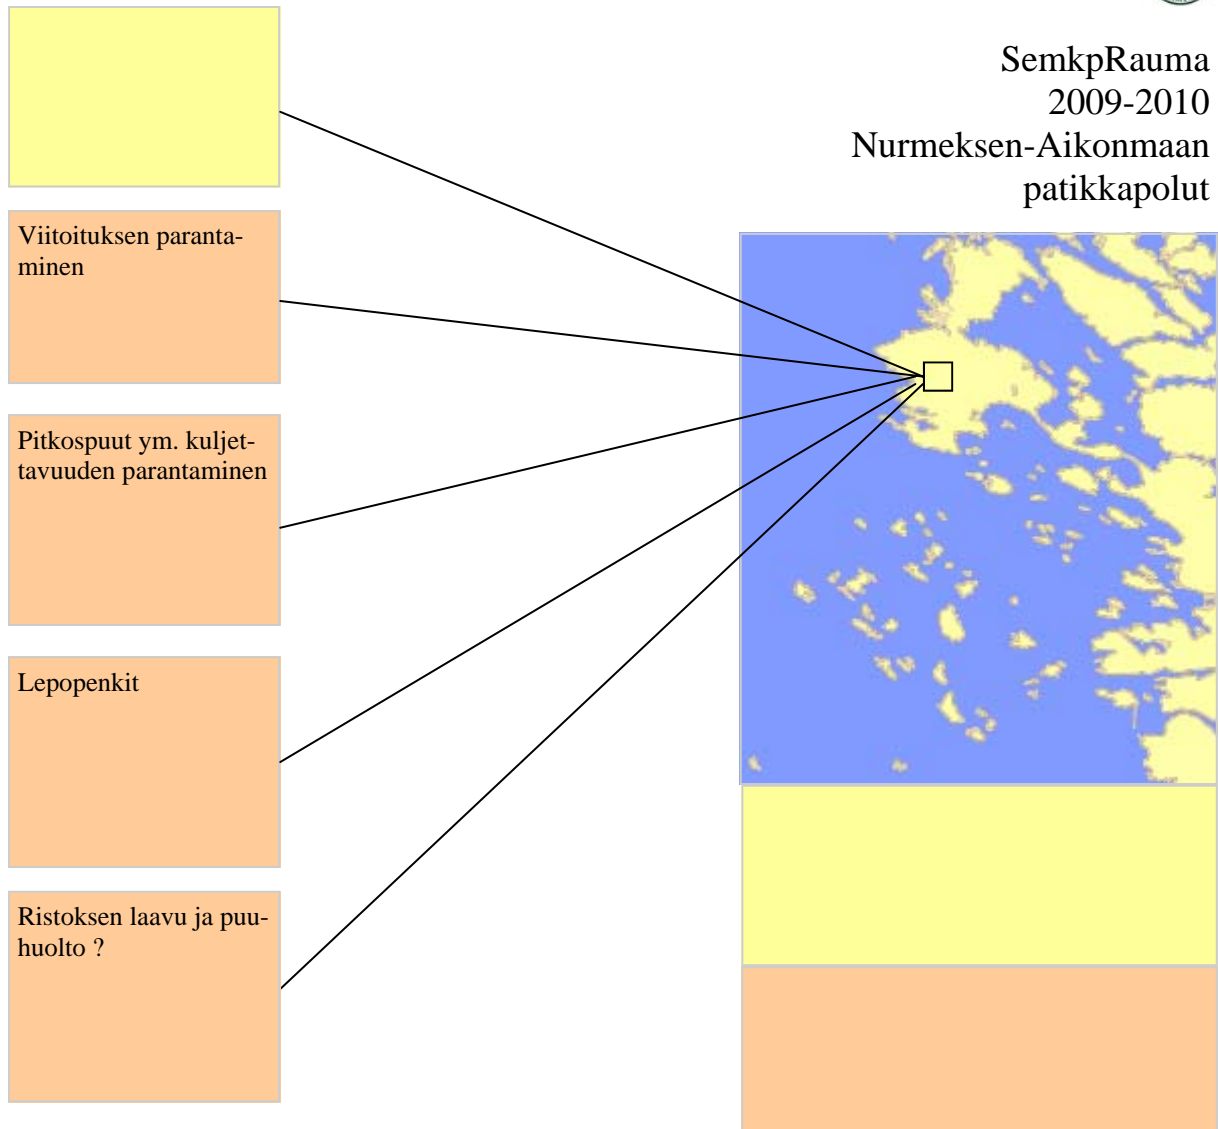 SemkpRauma
2009-2010
Nurmeksen-Aikonmaan
patikkapolut
Viitoituksen paranta-
minen
Pitkospuut ym. kuljet-
tavuuden parantaminen
Lepopenkit
Ristoksen laavu ja puu-
huolto ?